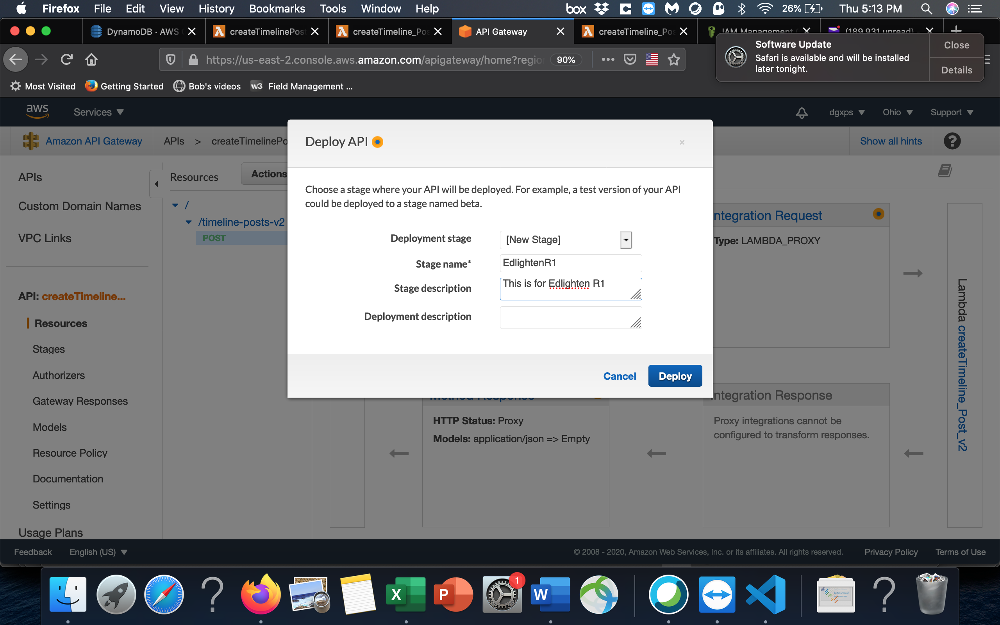 Firefox File Edit View History Bookmarks Tools Window Help box 26% Thu 5:13 PM
DynamoDB · AWS createTimelinePost createTimeline_Pos API Gateway createTimeline_Pos IAM Management (189,931 unread)
Software Update
Safari is available and will be installed
later tonight.
Close
Details
https://us-east-2.console.aws.amazon.com/apigateway/home?region 90%
Most Visited Getting Started Bob's videos w3 Field Management ...
aws Services dgxps Ohio Support
Amazon API Gateway APIs > createTimelinePo Show all hints ?
Deploy API
Choose a stage where your API will be deployed. For example, a test version of your API
could be deployed to a stage named beta.
Deployment stage [New Stage]
Stage name* EdlightenR1
Stage description This is for Edlighten R1
Deployment description
Cancel Deploy
APIs
Custom Domain Names
VPC Links
API: createTimeline...
Resources
Stages
Authorizers
Gateway Responses
Models
Resource Policy
Documentation
Settings
Usage Plans
Resources Actions
/
/timeline-posts-v2
POST
ntegration Request
Type: LAMBDA_PROXY
Lambda createTimeline_Post_v2
Method Response
HTTP Status: Proxy
Models: application/json => Empty
ntegration Response
Proxy integrations cannot be
configured to transform responses.
Feedback English (US) © 2008 - 2020, Amazon Web Services, Inc. or its affiliates. All rights reserved. Privacy Policy Terms of Use
? X P 1 W ?